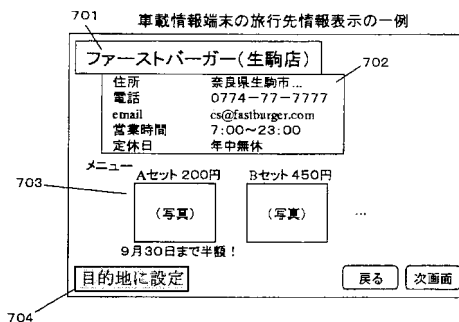 701
車載情報端末の旅行先情報表示の一例
ファーストバーガー(生駒店)
702
住所 奈良県生駒市...
電話 0774-77-7777
email cs@fastburger.com
営業時間 7:00~23:00
定休日 年中無休
メニュー
703
Aセット 200円 Bセット 450円
(写真) (写真) ...
9月30日まで半額!
目的地に設定 戻る 次画面
704